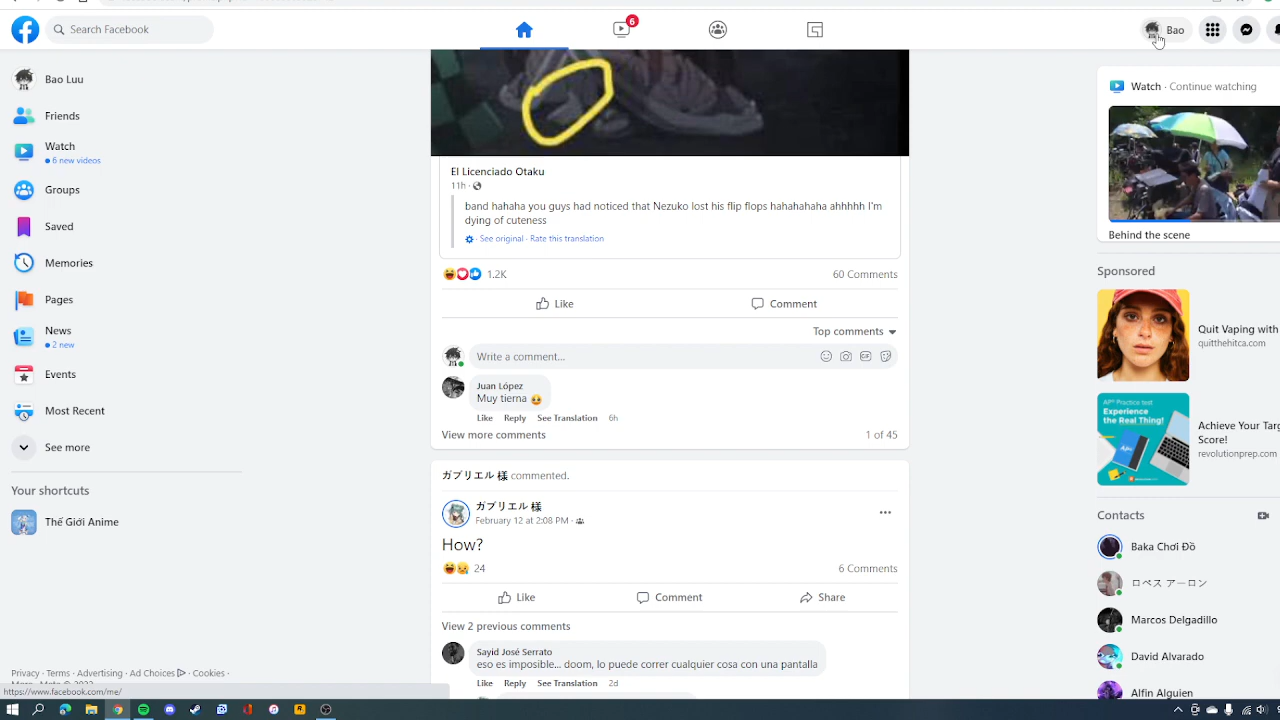 Search Facebook
6
Bao
Bao Luu
Friends
Watch
6 new videos
Groups
Saved
Memories
Pages
News
2 new
Events
Most Recent
See more
Your shortcuts
Thế Giới Anime
Privacy · Terms · Advertising · Ad Choices · Cookies ·
https://www.facebook.com/me/
El Licenciado Otaku
11h ·
band hahaha you guys had noticed that Nezuko lost his flip flops hahahahaha ahhhhh I'm
dying of cuteness
· See original · Rate this translation
1.2K
60 Comments
Like
Comment
Top comments
Write a comment...
GIF
Juan López
Muy tierna
Like Reply See Translation 6h
View more comments
1 of 45
ガブリエル 様 commented.
ガブリエル 様
February 12 at 2:08 PM ·
How?
24
6 Comments
Like
Comment
Share
View 2 previous comments
Sayid José Serrato
eso es imposible... doom, lo puede correr cualquier cosa con una pantalla
Like Reply See Translation 2d
Watch · Continue watching
Behind the scene
Sponsored
Quit Vaping with
quitthehitca.com
AP® Practice test
Experience
the Real Thing!
Achieve Your Targ
Score!
revolutionprep.com
Contacts
Baka Chơi Đồ
ロペス アーロン
Marcos Delgadillo
David Alvarado
Alfin Alguien